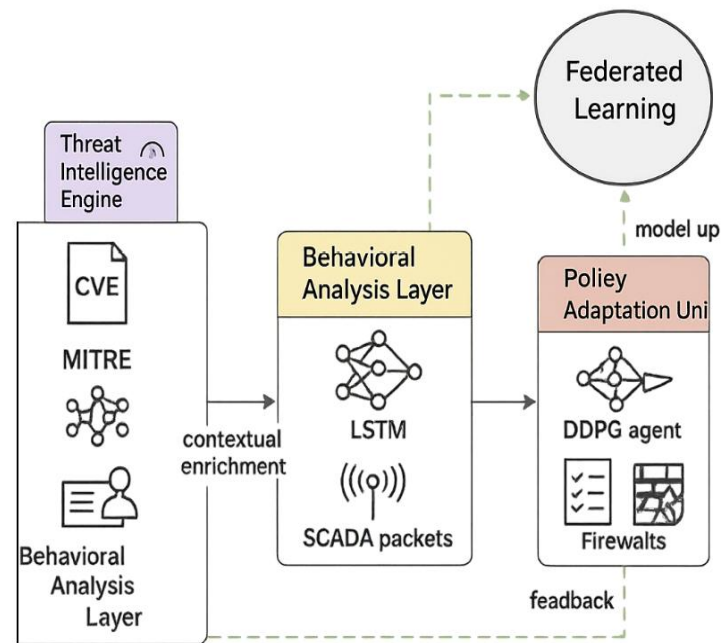 Federated
Learning
Threat
Intelligence
Engine
CVE
MITRE
Behavioral
Analysis
Layer
contextual
enrichment
Behavioral
Analysis Layer
LSTM
SCADA packets
model up
Poliey
Adaptation Uni
DDPG agent
Firewalts
feadback